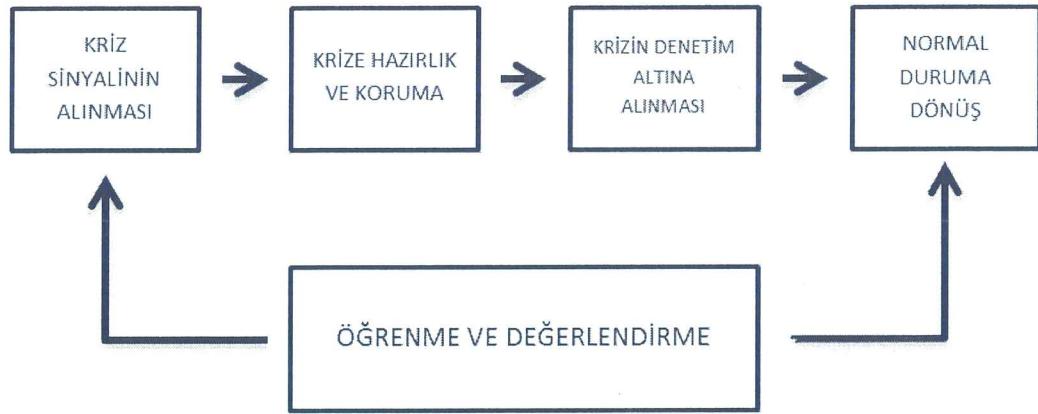 KRİZ
SİNYALİNİN
ALINMASI
KRİZE HAZIRLIK
VE KORUMA
KRİZİN DENETİM
ALTINA
ALINMASI
NORMAL
DURUMA
DÖNÜŞ
ÖĞRENME VE DEĞERLENDİRME